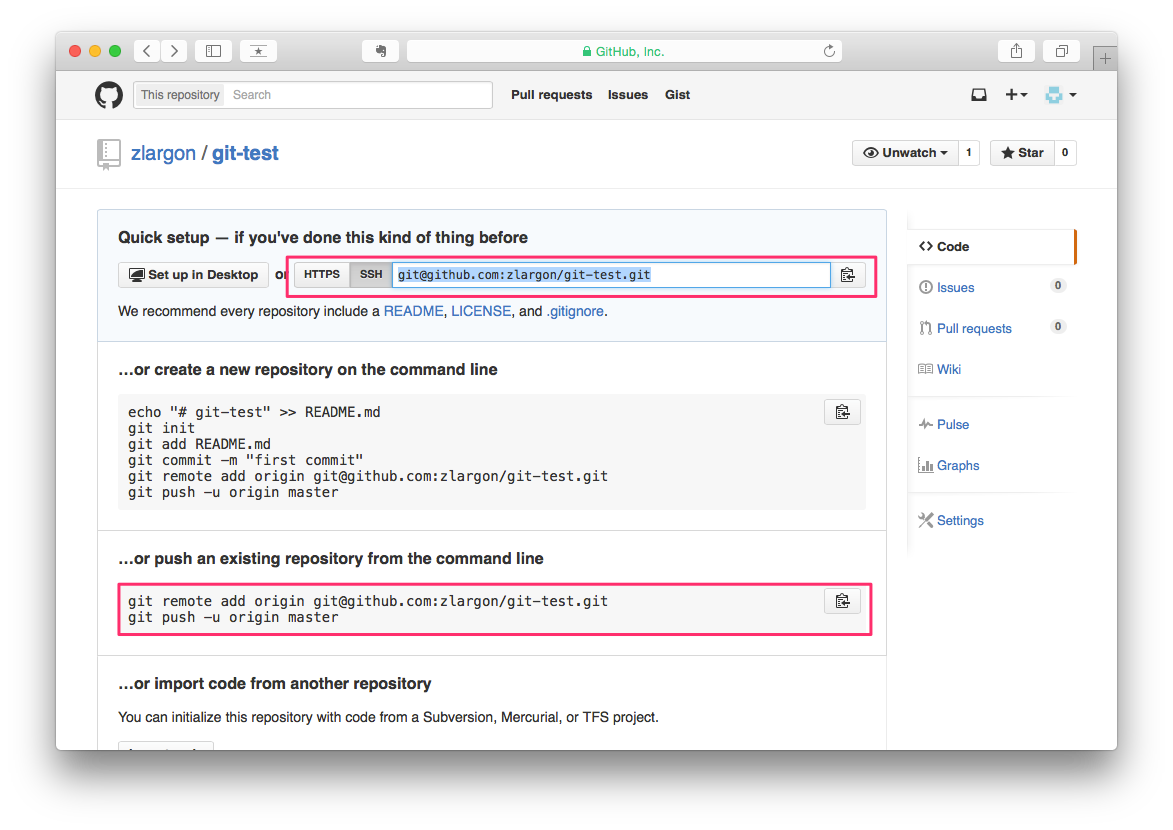 GitHub, Inc.
This repository Search Pull requests Issues Gist
zlargon / git-test
Unwatch 1 Star 0
Quick setup — if you've done this kind of thing before
Set up in Desktop or HTTPS SSH git@github.com:zlargon/git-test.git
We recommend every repository include a README, LICENSE, and .gitignore.
…or create a new repository on the command line
echo "# git-test" >> README.md
git init
git add README.md
git commit -m "first commit"
git remote add origin git@github.com:zlargon/git-test.git
git push -u origin master
…or push an existing repository from the command line
git remote add origin git@github.com:zlargon/git-test.git
git push -u origin master
…or import code from another repository
You can initialize this repository with code from a Subversion, Mercurial, or TFS project.
Code
Issues 0
Pull requests 0
Wiki
Pulse
Graphs
Settings